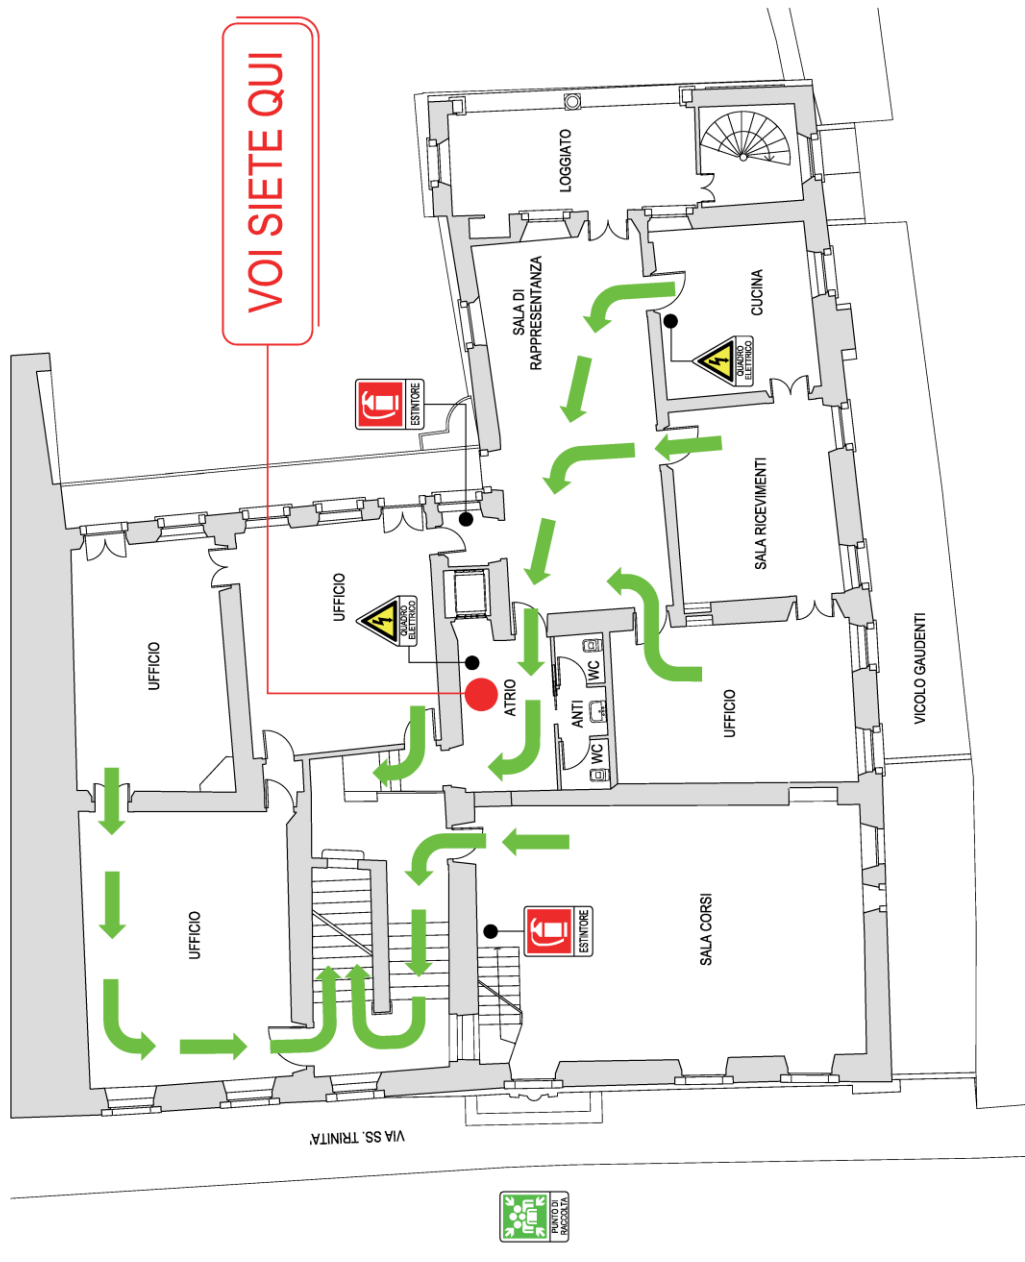 VOI SIETE QUI
LOGGIATO
SALA DI
RAPPRESENTANZA
CUCINA
QUADRO
ELETTRICO
ESTINTORE
SALA RICEVIMENTI
UFFICIO
UFFICIO
QUADRO
ELETTRICO
ATRIO
WC
ANTI
WC
UFFICIO
VICOLO GAUDENTI
UFFICIO
ESTINTORE
SALA CORSI
VIA SS. TRINITA'
PUNTO DI
RACCOLTA